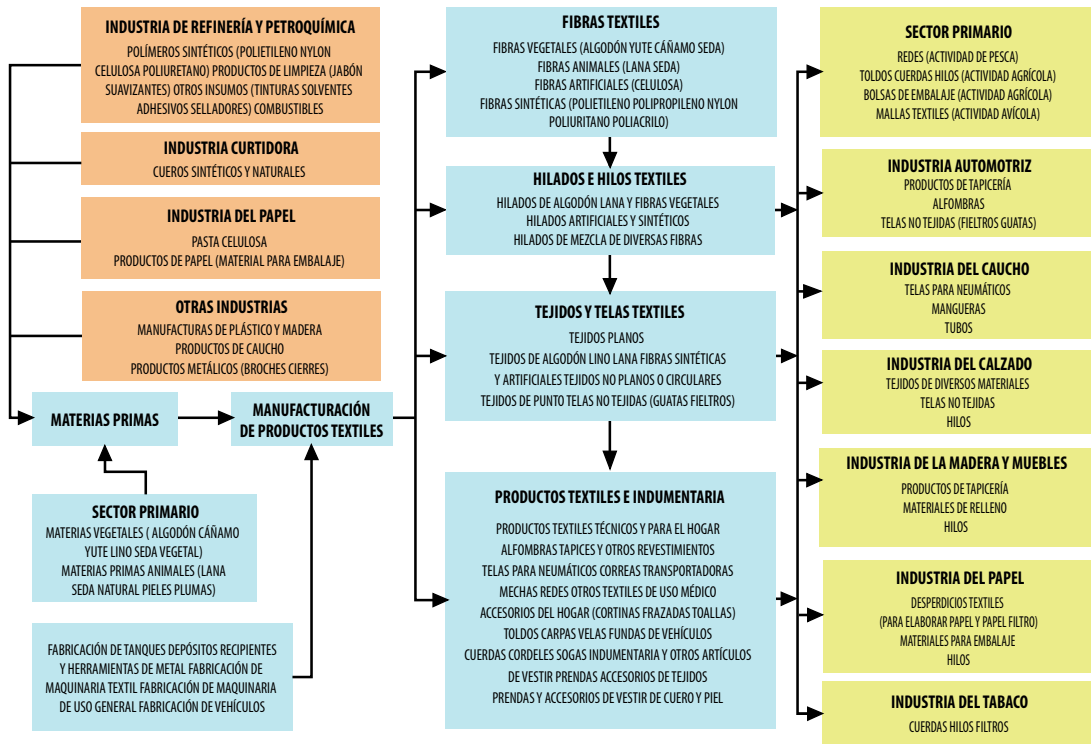 INDUSTRIA DE REFINERÍA Y PETROQUÍMICA
POLÍMEROS SINTÉTICOS (POLIETILENO NYLON
CELULOSA POLIURETANO) PRODUCTOS DE LIMPIEZA (JABÓN
SUAVIZANTES) OTROS INSUMOS (TINTURAS SOLVENTES
ADHESIVOS SELLADORES) COMBUSTIBLES
INDUSTRIA CURTIDORA
CUEROS SINTÉTICOS Y NATURALES
INDUSTRIA DEL PAPEL
PASTA CELULOSA
PRODUCTOS DE PAPEL (MATERIAL PARA EMBALAJE)
OTRAS INDUSTRIAS
MANUFACTURAS DE PLÁSTICO Y MADERA
PRODUCTOS DE CAUCHO
PRODUCTOS METÁLICOS (BROCHES CIERRES)
MATERIAS PRIMAS
MANUFACTURACIÓN
DE PRODUCTOS TEXTILES
SECTOR PRIMARIO
MATERIAS VEGETALES ( ALGODÓN CÁÑAMO
YUTE LINO SEDA VEGETAL)
MATERIAS PRIMAS ANIMALES (LANA
SEDA NATURAL PIELES PLUMAS)
FABRICACIÓN DE TANQUES DEPÓSITOS RECIPIENTES
Y HERRAMIENTAS DE METAL FABRICACIÓN DE
MAQUINARIA TEXTIL FABRICACIÓN DE MAQUINARIA
DE USO GENERAL FABRICACIÓN DE VEHÍCULOS
FIBRAS TEXTILES
FIBRAS VEGETALES (ALGODÓN YUTE CÁÑAMO SEDA)
FIBRAS ANIMALES (LANA SEDA)
FIBRAS ARTIFICIALES (CELULOSA)
FIBRAS SINTÉTICAS (POLIETILENO POLIPROPILENO NYLON
POLIURITANO POLIACRILO)
HILADOS E HILOS TEXTILES
HILADOS DE ALGODÓN LANA Y FIBRAS VEGETALES
HILADOS ARTIFICIALES Y SINTÉTICOS
HILADOS DE MEZCLA DE DIVERSAS FIBRAS
TEJIDOS Y TELAS TEXTILES
TEJIDOS PLANOS
TEJIDOS DE ALGODÓN LINO LANA FIBRAS SINTÉTICAS
Y ARTIFICIALES TEJIDOS NO PLANOS O CIRCULARES
TEJIDOS DE PUNTO TELAS NO TEJIDAS (GUATAS FIELTROS)
PRODUCTOS TEXTILES E INDUMENTARIA
PRODUCTOS TEXTILES TÉCNICOS Y PARA EL HOGAR
ALFOMBRAS TAPICES Y OTROS REVESTIMIENTOS
TELAS PARA NEUMÁTICOS CORREAS TRANSPORTADORAS
MECHAS REDES OTROS TEXTILES DE USO MÉDICO
ACCESORIOS DEL HOGAR (CORTINAS FRAZADAS TOALLAS)
TOLDOS CARPAS VELAS FUNDAS DE VEHÍCULOS
CUERDAS CORDELES SOGAS INDUMENTARIA Y OTROS ARTÍCULOS
DE VESTIR PRENDAS ACCESORIOS DE TEJIDOS
PRENDAS Y ACCESORIOS DE VESTIR DE CUERO Y PIEL
SECTOR PRIMARIO
REDES (ACTIVIDAD DE PESCA)
TOLDOS CUERDAS HILOS (ACTIVIDAD AGRÍCOLA)
BOLSAS DE EMBALAJE (ACTIVIDAD AGRÍCOLA)
MALLAS TEXTILES (ACTIVIDAD AVÍCOLA)
INDUSTRIA AUTOMOTRIZ
PRODUCTOS DE TAPICERÍA
ALFOMBRAS
TELAS NO TEJIDAS (FIELTROS GUATAS)
INDUSTRIA DEL CAUCHO
TELAS PARA NEUMÁTICOS
MANGUERAS
TUBOS
INDUSTRIA DEL CALZADO
TEJIDOS DE DIVERSOS MATERIALES
TELAS NO TEJIDAS
HILOS
INDUSTRIA DE LA MADERA Y MUEBLES
PRODUCTOS DE TAPICERÍA
MATERIALES DE RELLENO
HILOS
INDUSTRIA DEL PAPEL
DESPERDICIOS TEXTILES
(PARA ELABORAR PAPEL Y PAPEL FILTRO)
MATERIALES PARA EMBALAJE
HILOS
INDUSTRIA DEL TABACO
CUERDAS HILOS FILTROS